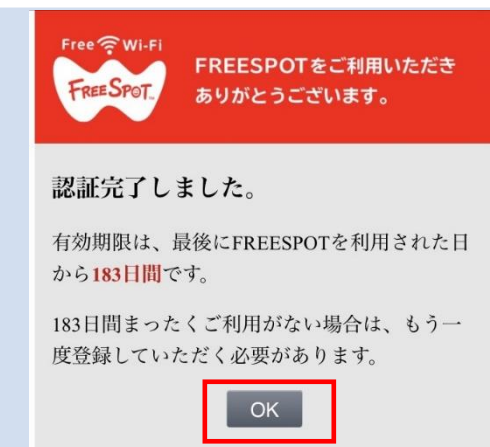 Free Wi-Fi
FREESPOT
FREESPOTをご利用いただき
ありがとうございます。
認証完了しました。
有効期限は、最後にFREESPOTを利用された日
から183日間です。
183日間まったくご利用がない場合は、もう一
度登録していただく必要があります。
OK